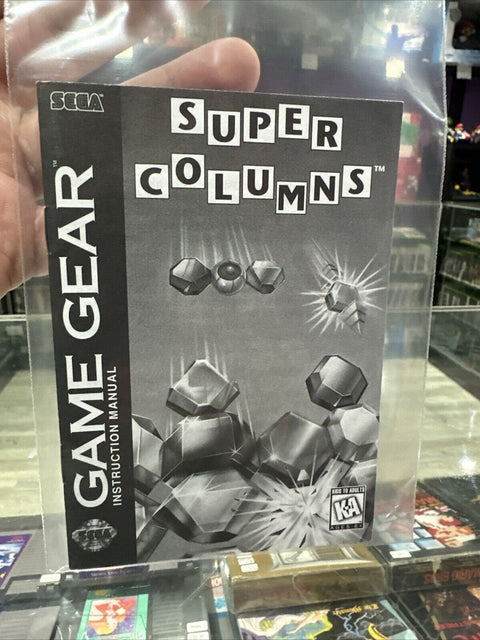 SEGA
SUPER
COLUMNS™
GAME GEAR™
INSTRUCTION MANUAL
SEGA
KIDS TO ADULTS
K-A
AGES 6+